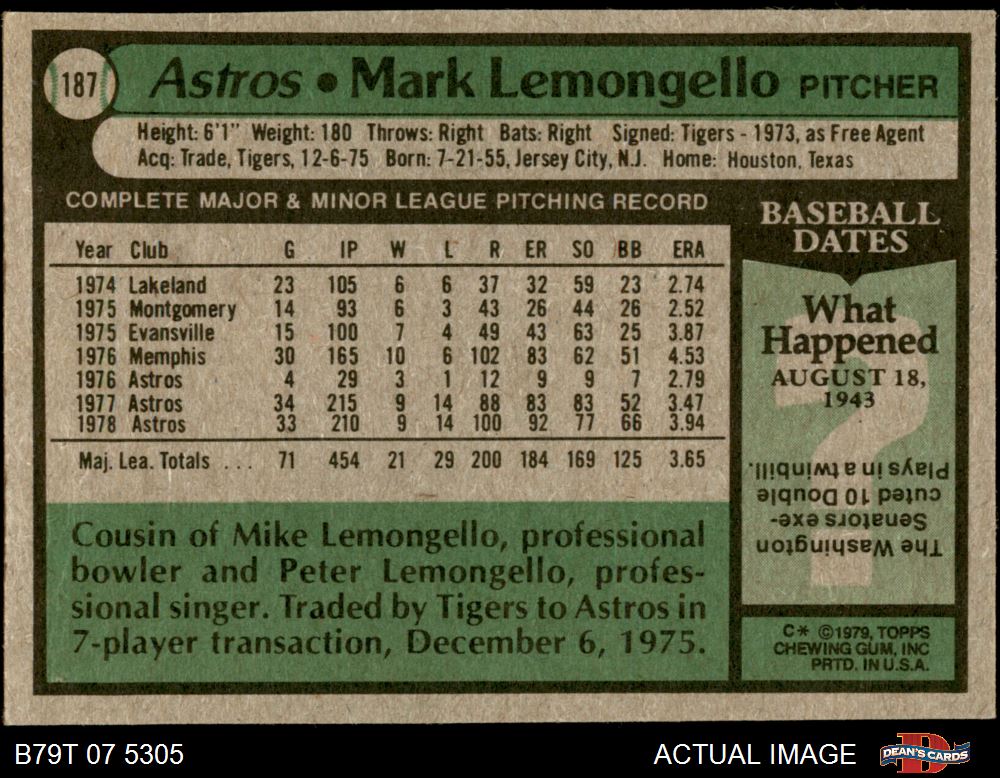 187 Astros • Mark Lemongello PITCHER
Height: 6'1" Weight: 180 Throws: Right Bats: Right Signed: Tigers - 1973, as Free Agent
Acq: Trade, Tigers, 12-6-75 Born: 7-21-55, Jersey City, N.J. Home: Houston, Texas
COMPLETE MAJOR & MINOR LEAGUE PITCHING RECORD
Year Club G IP W L R ER SO BB ERA
1974 Lakeland 23 105 6 6 37 32 59 23 2.74
1975 Montgomery 14 93 6 3 43 26 44 26 2.52
1975 Evansville 15 100 7 4 49 43 63 25 3.87
1976 Memphis 30 165 10 6 102 83 62 51 4.53
1976 Astros 4 29 3 1 12 9 9 7 2.79
1977 Astros 34 215 9 14 88 83 83 52 3.47
1978 Astros 33 210 9 14 100 92 77 66 3.94
Maj. Lea. Totals ... 71 454 21 29 200 184 169 125 3.65
Cousin of Mike Lemongello, professional
bowler and Peter Lemongello, profes-
sional singer. Traded by Tigers to Astros in
7-player transaction, December 6, 1975.
BASEBALL
DATES
What
Happened
AUGUST 18,
1943
?
The Washington
Senators exe-
cuted 10 Double
Plays in a twinbill.
C* ©1979, TOPPS
CHEWING GUM, INC
PRTD. IN U.S.A.
B79T 07 5305
ACTUAL IMAGE
D
DEAN'S CARDS